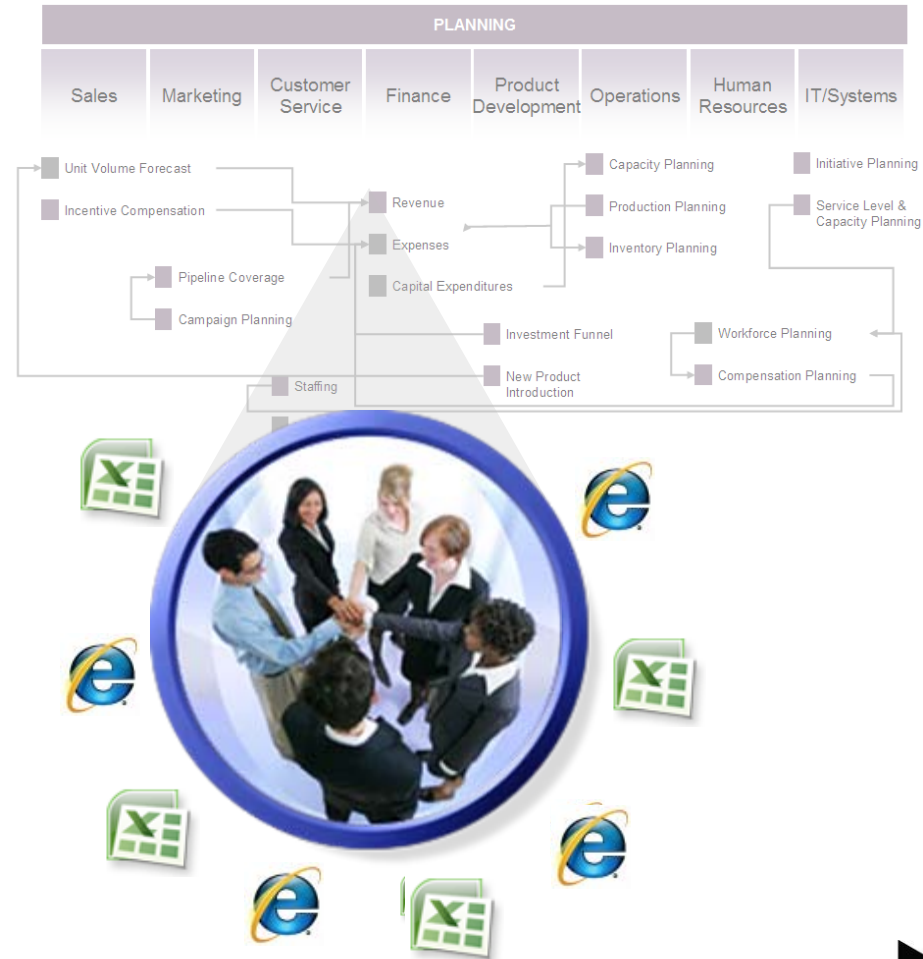 PLANNING
Sales
Marketing
Customer
Service
Finance
Product
Development
Operations
Human
Resources
IT/Systems
Unit Volume Forecast
Incentive Compensation
Pipeline Coverage
Campaign Planning
Staffing
Revenue
Expenses
Capital Expenditures
Investment Funnel
New Product
Introduction
Capacity Planning
Production Planning
Inventory Planning
Workforce Planning
Compensation Planning
Initiative Planning
Service Level &
Capacity Planning